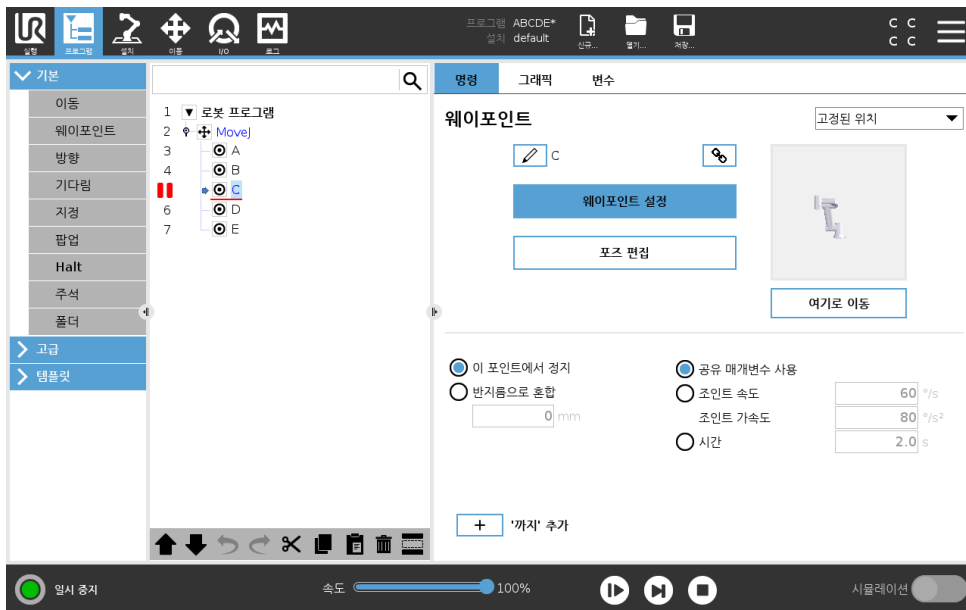 UR
실행
프로그램
설치
이동
I/O
로그
프로그램 ABCDE*
설치 default
신규...
열기...
저장...
C C
C C
기본
이동
웨이포인트
방향
기다림
지정
팝업
Halt
주석
폴더
고급
템플릿
1 ▼ 로봇 프로그램
2 MoveJ
3 A
4 B
C
6 D
7 E
명령 그래픽 변수
웨이포인트
고정된 위치
C
웨이포인트 설정
포즈 편집
여기로 이동
이 포인트에서 정지
반지름으로 혼합
0 mm
공유 매개변수 사용
조인트 속도 60 °/s
조인트 가속도 80 °/s²
시간 2.0 s
+ '까지' 추가
일시 중지
속도 100%
시뮬레이션